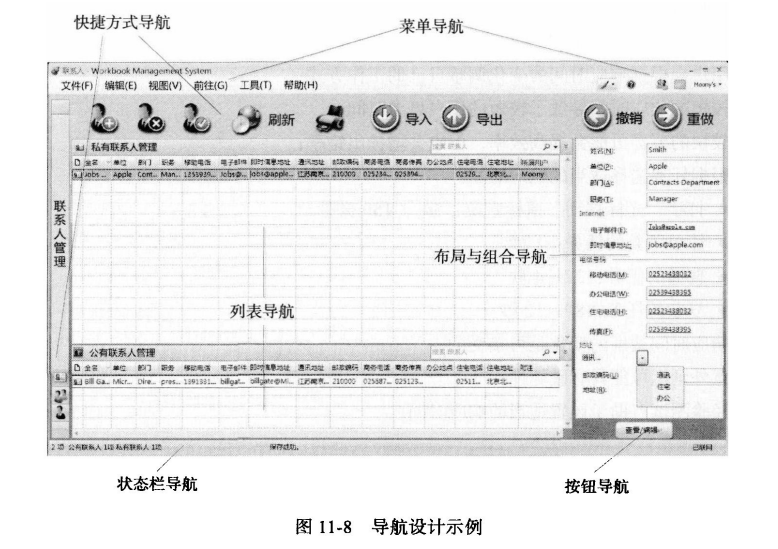 快捷方式导航
菜单导航
联系人 - Workbook Management System
文件(F) 编辑(E) 视图(V) 前往(G) 工具(T) 帮助(H)
Moony's
刷新 导入 导出 撤销 重做
私有联系人管理
搜索 联系人
全名 单位 部门 职务 移动电话 电子邮件 即时信息地址 通讯地址 邮政编码 商务电话 商务传真 办公地点 住宅电话 住宅地址 所属用户
Jobs ... Apple Cont... Man... 1253939... Jobs@... jobs@apple... 江苏南京... 210000 025234... 025394... 02529... 北京北... Moony
联系人管理
姓名(N): Smith
单位(P): Apple
部门(A): Contracts Department
职务(T): Manager
Internet
电子邮件(E): Jobs@apple.com
即时信息地址: jobs@apple.com
布局与组合导航
电话号码
移动电话(M): 02523438032
办公电话(W): 02539438395
住宅电话(H): 02523438032
传真(F): 02539438395
列表导航
地址
通讯...
邮政编码(U)
地址(R):
通讯
住宅
办公
公有联系人管理
搜索 联系人
全名 单位 部门 职务 移动电话 电子邮件 即时信息地址 通讯地址 邮政编码 商务电话 商务传真 办公地点 住宅电话 住宅地址 附注
Bill Ga... Micr... Dire... pres... 1391331... billgat... billgate@Mi... 江苏南京... 210000 025387... 025123... 02511... 北京北...
查看/编辑
2 项 公有联系人 1项 私有联系人 1项
保存成功。
已联网
状态栏导航
按钮导航
图 11-8 导航设计示例